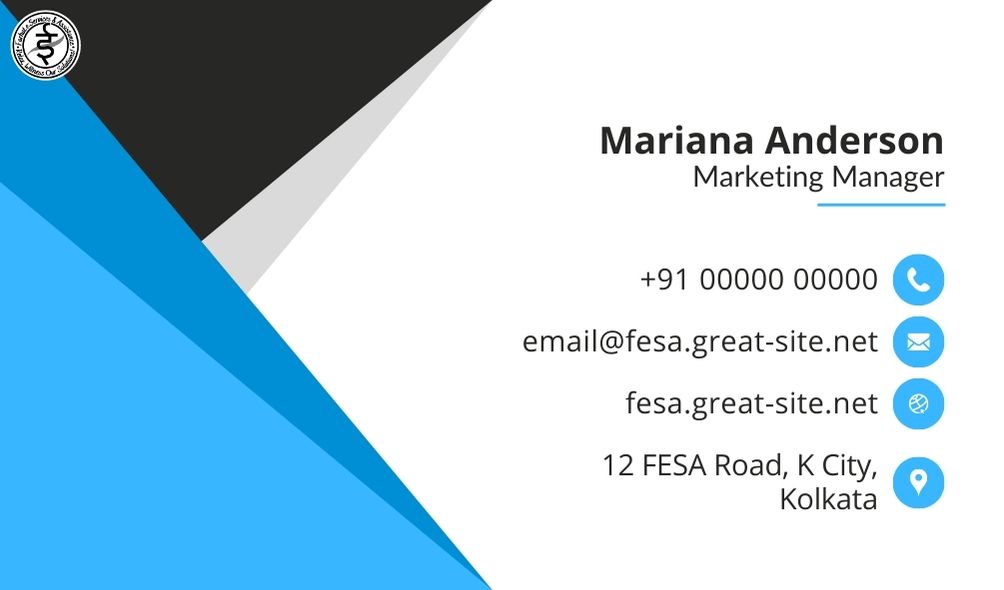 Mariana Anderson
Marketing Manager
+91 00000 00000
email@fesa.great-site.net
fesa.great-site.net
12 FESA Road, K City,
Kolkata